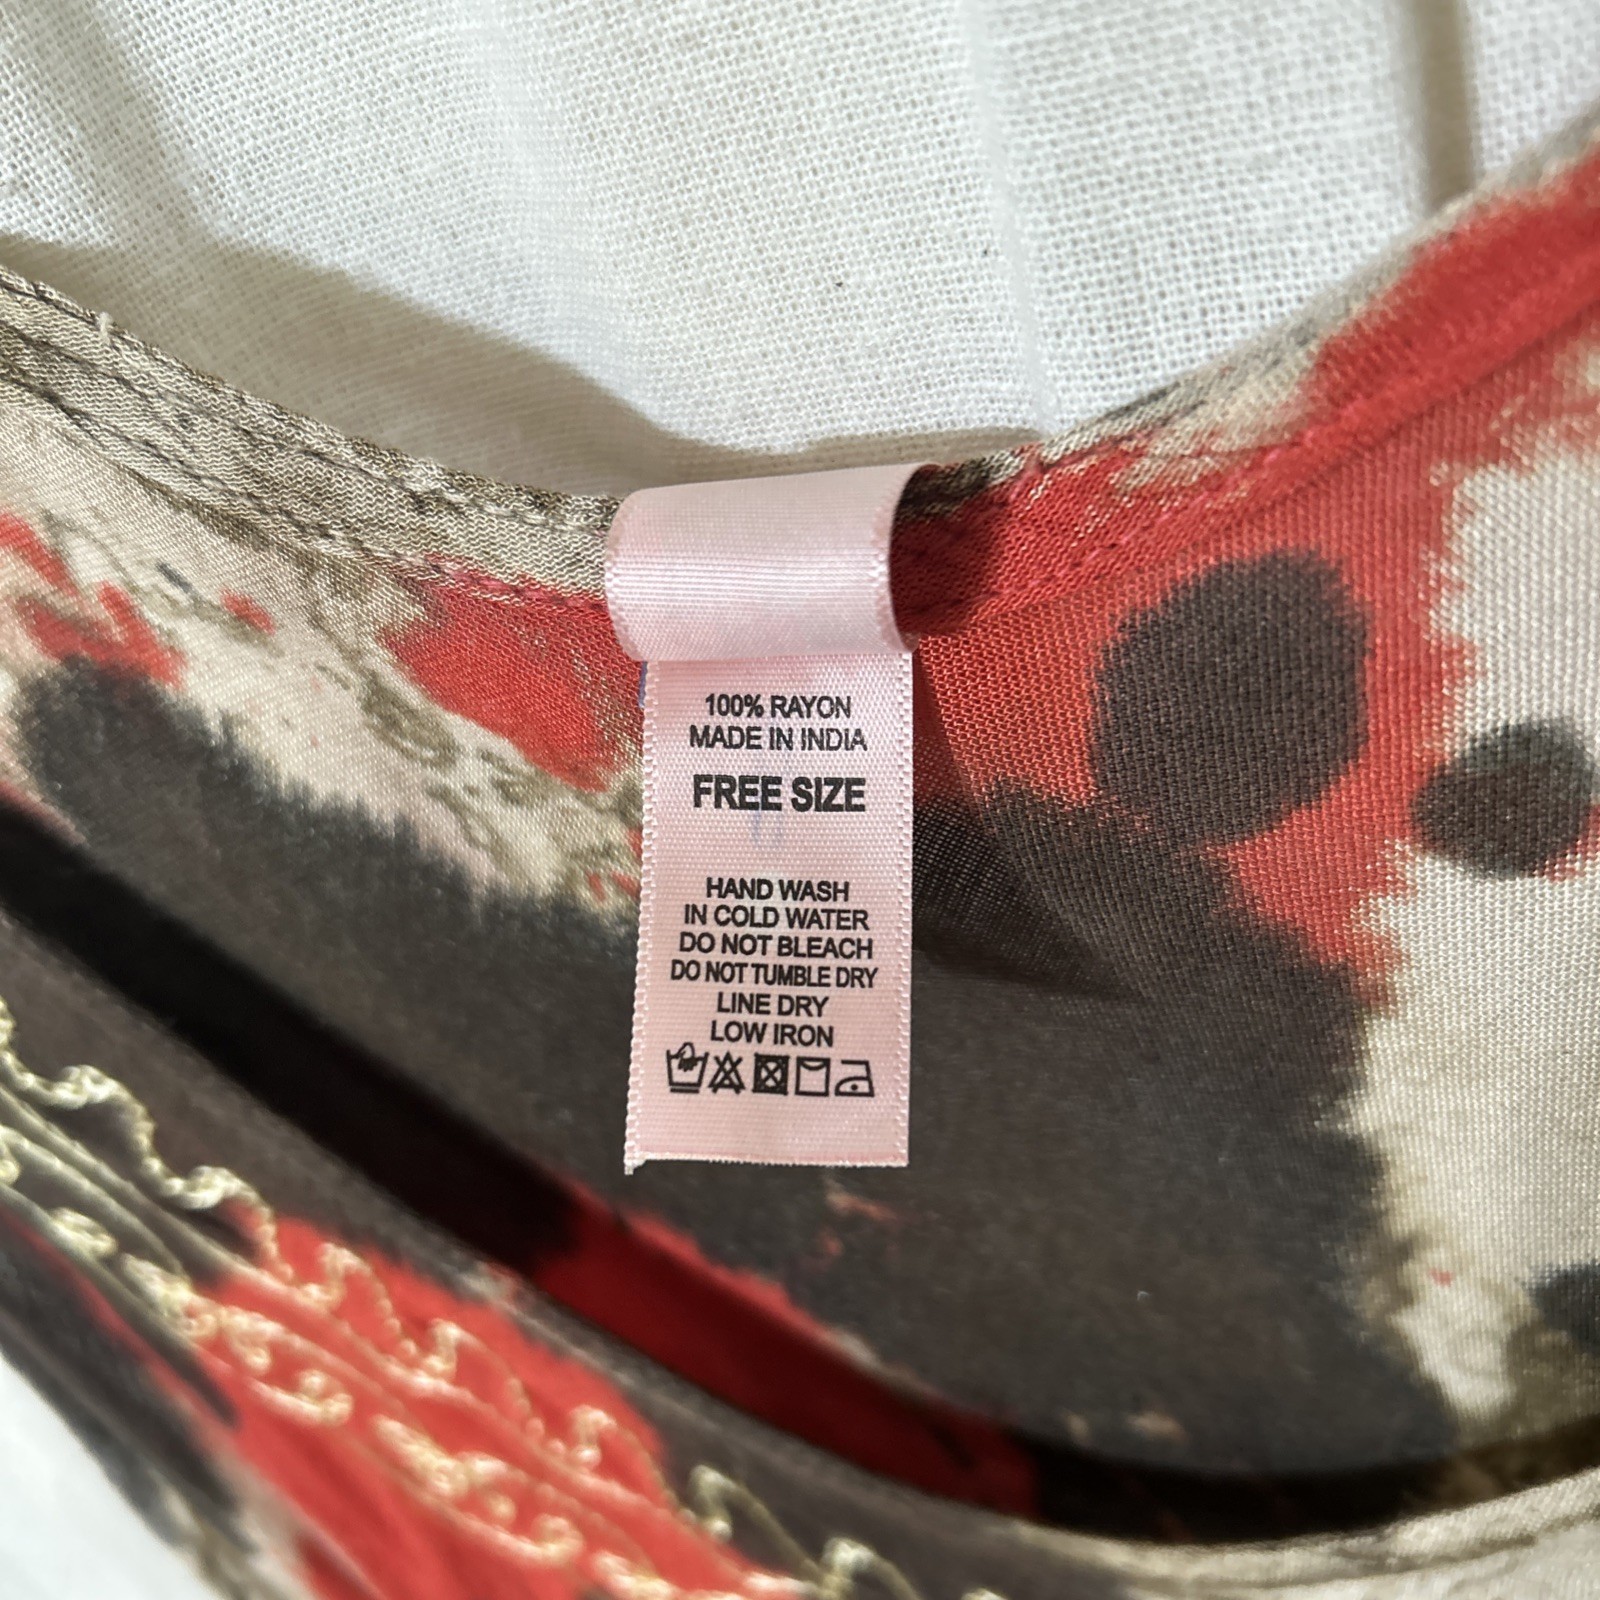 100% RAYON
MADE IN INDIA
FREE SIZE
HAND WASH
IN COLD WATER
DO NOT BLEACH
DO NOT TUMBLE DRY
LINE DRY
LOW IRON